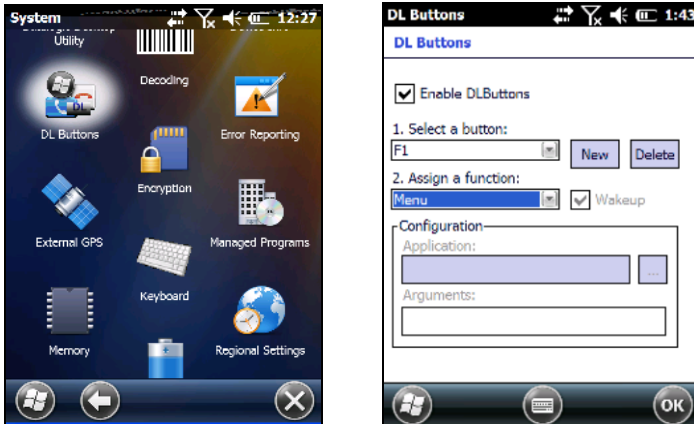 System 12:27
Utility
Decoding
DL Buttons
Error Reporting
Encryption
External GPS
Managed Programs
Keyboard
Memory
Regional Settings
DL Buttons 1:43
DL Buttons
Enable DLButtons
1. Select a button:
F1
New Delete
2. Assign a function:
Menu
Wakeup
Configuration
Application:
...
Arguments:
OK